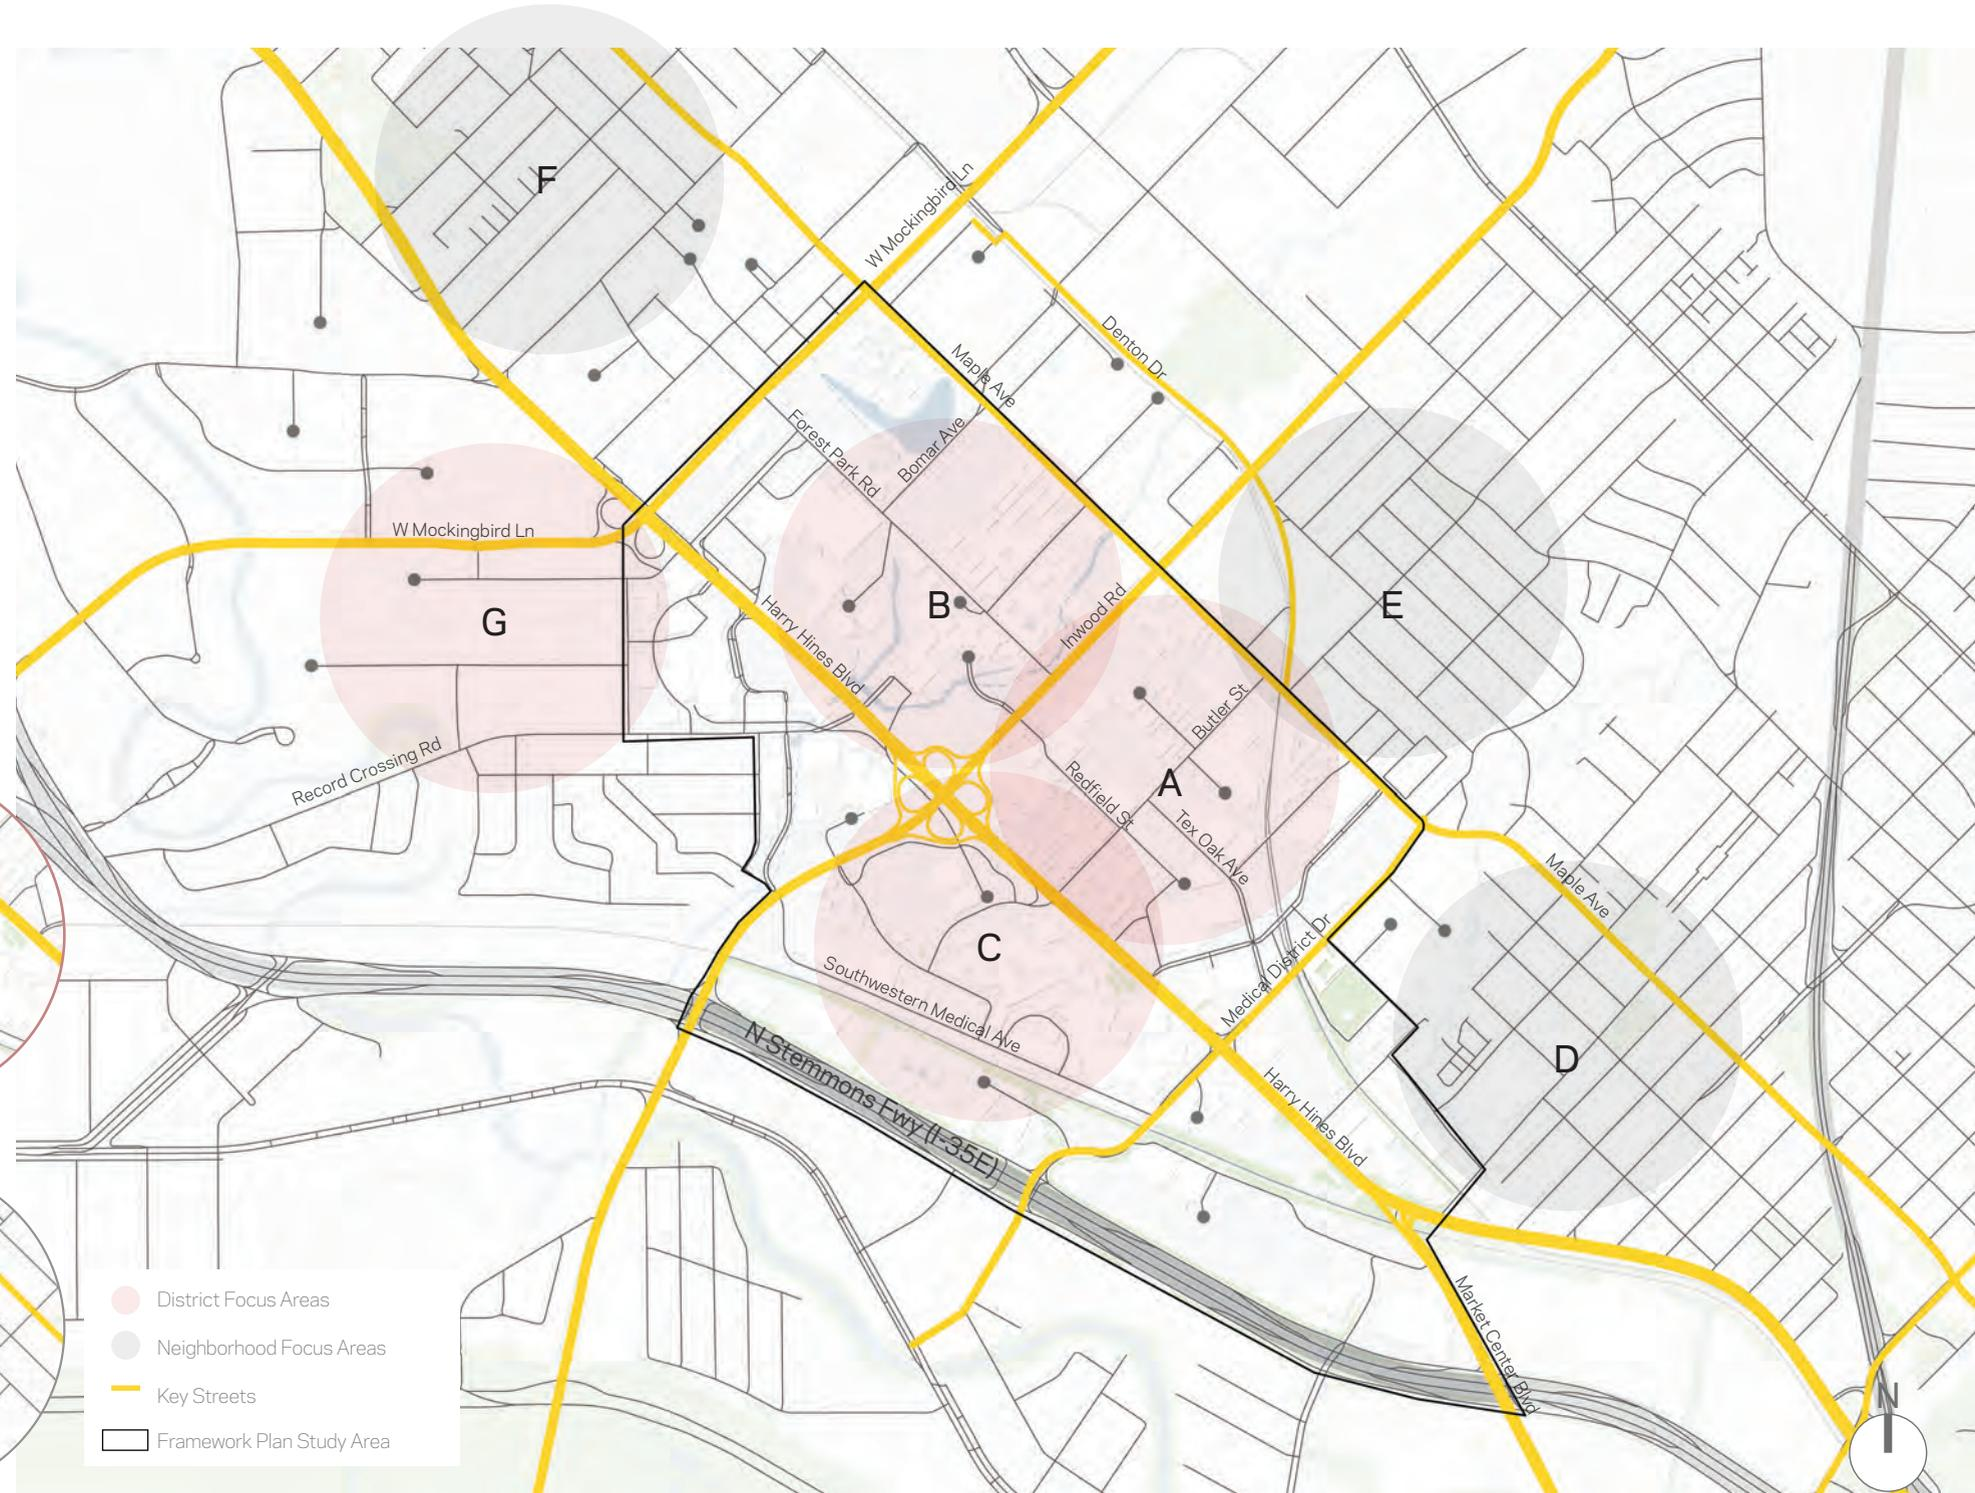 F
W Mockingbird Ln
Denton Dr
Maple Ave
Forest Park Rd
Bomar Ave
W Mockingbird Ln
G
B
E
Inwood Rd
Harry Hines Blvd
Butler St
A
Record Crossing Rd
Redfield St
Tex Oak Ave
Maple Ave
C
Southwestern Medical Ave
Medical District Dr
D
N Stemmons Fwy (I-35E)
Harry Hines Blvd
Market Center Blvd
District Focus Areas
Neighborhood Focus Areas
Key Streets
Framework Plan Study Area
N